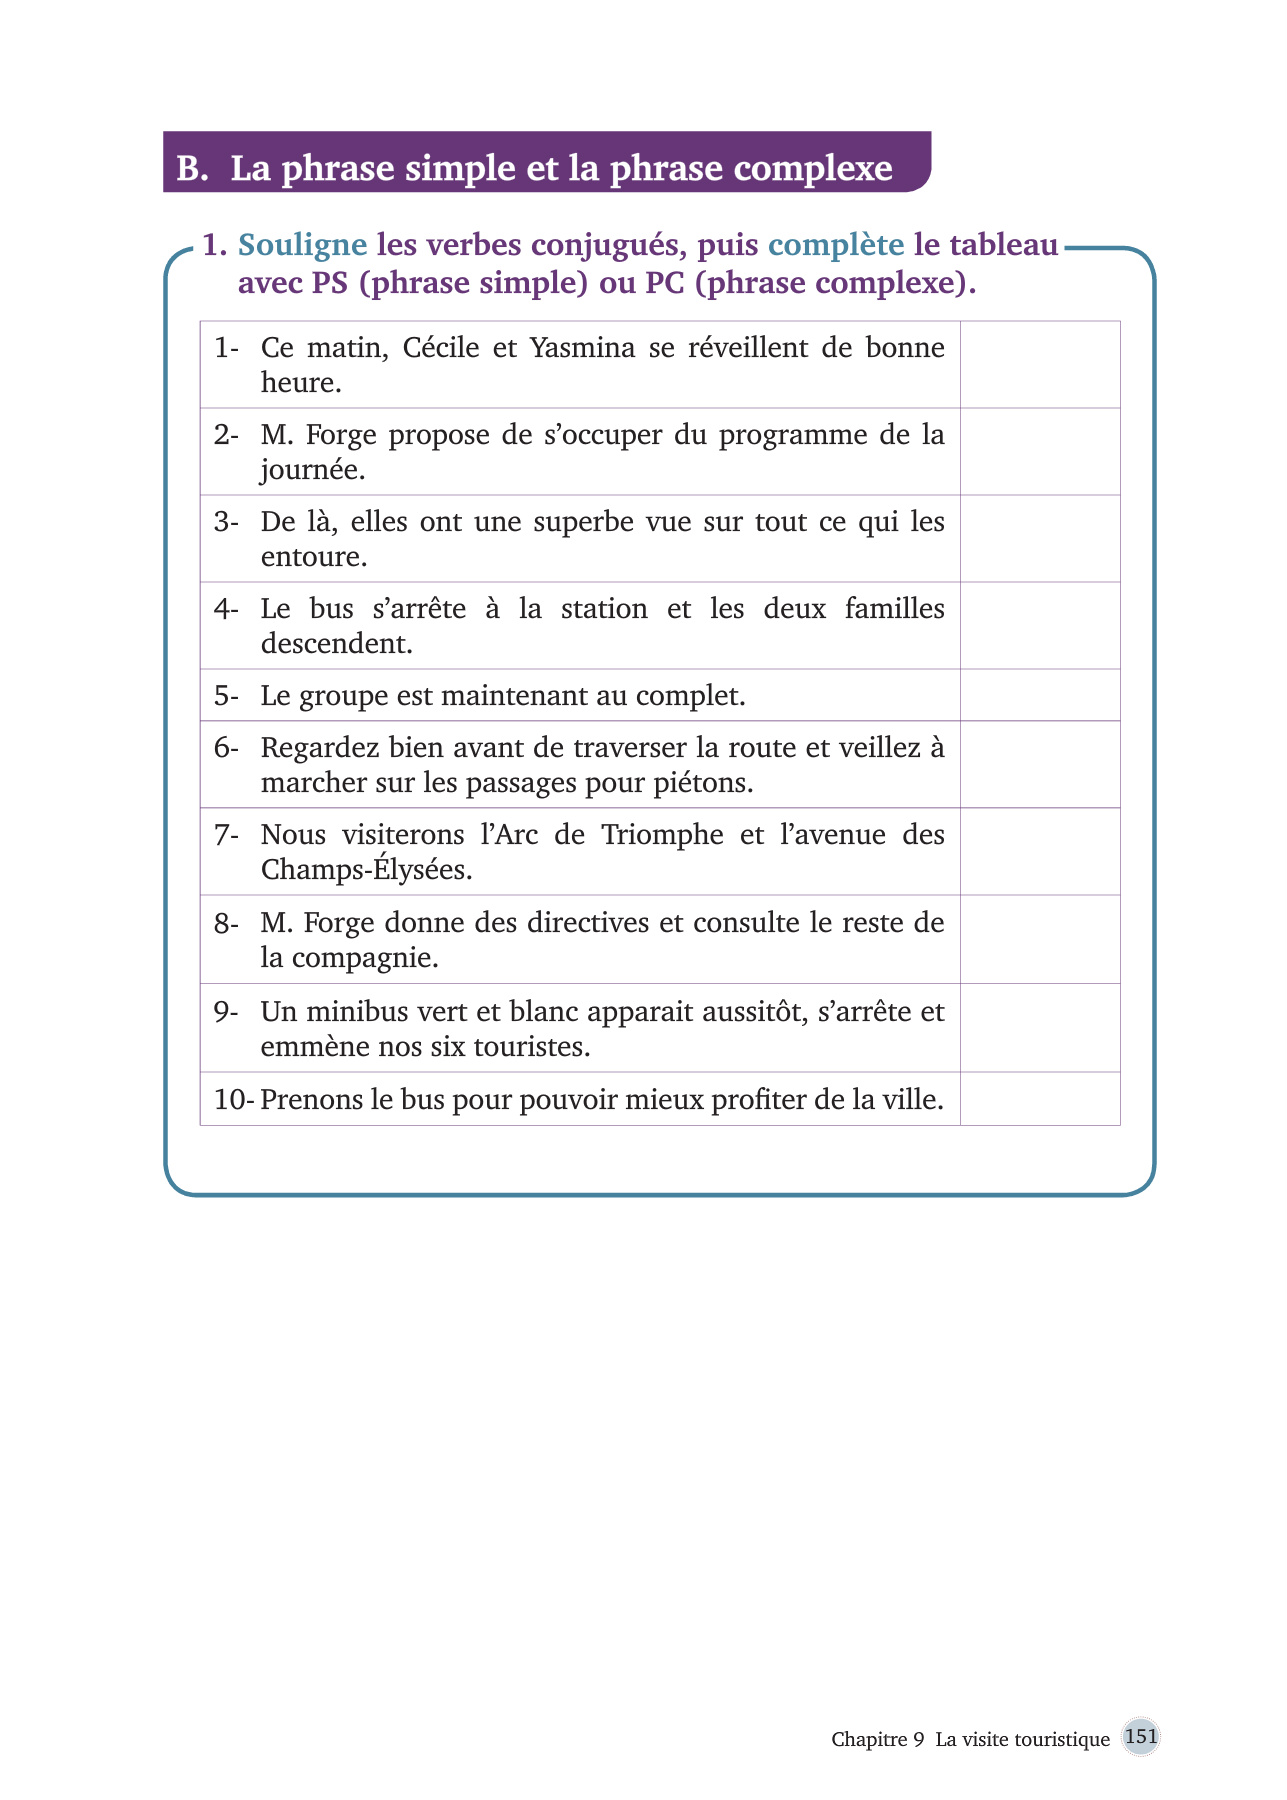 B. La phrase simple et la phrase complexe
1. Souligne les verbes conjugués, puis complète le tableau
avec PS (phrase simple) ou PC (phrase complexe).
1- Ce matin, Cécile et Yasmina se réveillent de bonne
heure.
2- M. Forge propose de s’occuper du programme de la
journée.
3- De là, elles ont une superbe vue sur tout ce qui les
entoure.
4- Le bus s’arrête à la station et les deux familles
descendent.
5- Le groupe est maintenant au complet.
6- Regardez bien avant de traverser la route et veillez à
marcher sur les passages pour piétons.
7- Nous visiterons l’Arc de Triomphe et l’avenue des
Champs-Élysées.
8- M. Forge donne des directives et consulte le reste de
la compagnie.
9- Un minibus vert et blanc apparait aussitôt, s’arrête et
emmène nos six touristes.
10- Prenons le bus pour pouvoir mieux profiter de la ville.
Chapitre 9 La visite touristique 151